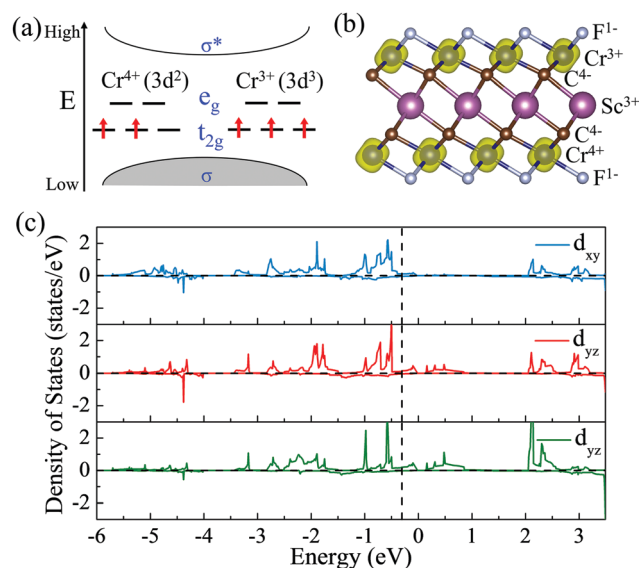 (a)
High
σ*
Cr4+ (3d2)
Cr3+ (3d3)
E
eg
t2g
σ
Low
(b)
F1-
Cr3+
C4-
Sc3+
C4-
Cr4+
F1-
(c)
Density of States (states/eV)
2
0
-2
dxy
2
0
-2
dyz
2
0
-2
dyz
-6 -5 -4 -3 -2 -1 0 1 2 3
Energy (eV)